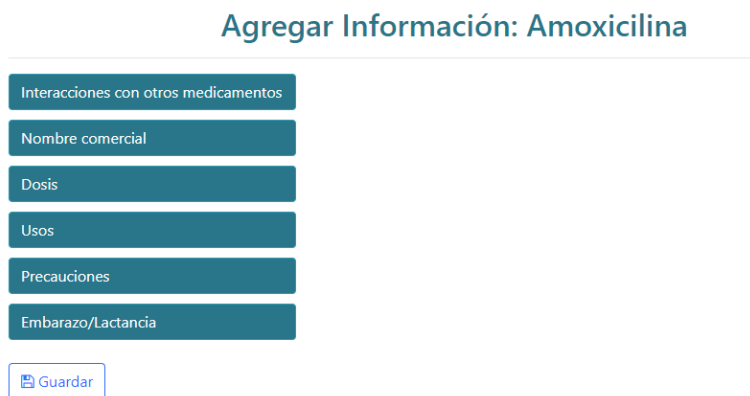 Agregar Información: Amoxicilina
Interacciones con otros medicamentos
Nombre comercial
Dosis
Usos
Precauciones
Embarazo/Lactancia
Guardar